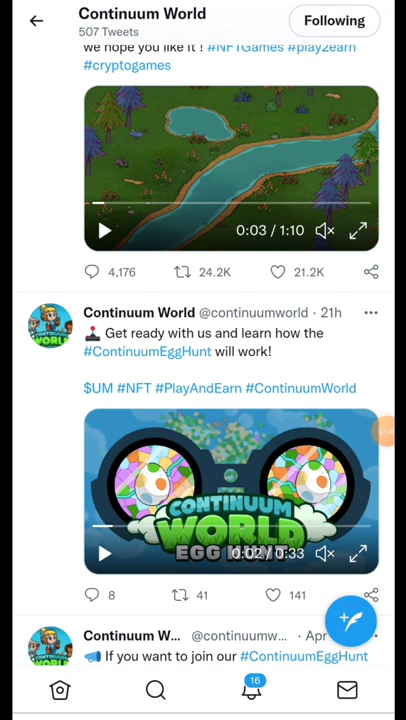 Continuum World
507 Tweets
Following
we hope you like it ! #NFTGames #play2earn
#cryptogames
0:03 / 1:10
4,176 24.2K 21.2K
Continuum World @continuumworld · 21h
Get ready with us and learn how the
#ContinuumEggHunt will work!
$UM #NFT #PlayAndEarn #ContinuumWorld
CONTINUUM
WORLD
EGG HUNT
0:02 / 0:33
8 41 141
Continuum W... @continuumw... · Apr
If you want to join our #ContinuumEggHunt
16